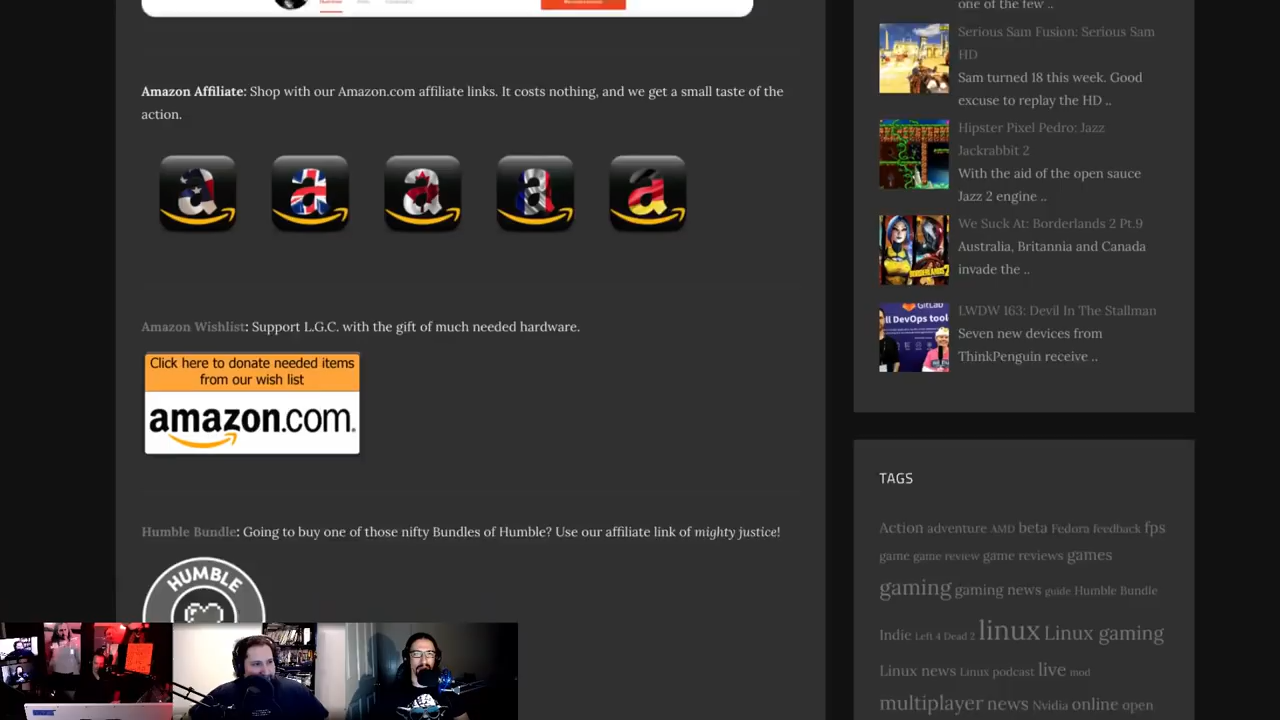 Amazon Affiliate: Shop with our Amazon.com affiliate links. It costs nothing, and we get a small taste of the
action.
Amazon Wishlist: Support L.G.C. with the gift of much needed hardware.
Click here to donate needed items
from our wish list
amazon.com
Humble Bundle: Going to buy one of those nifty Bundles of Humble? Use our affiliate link of mighty justice!
HUMBLE
one of the few ..
Serious Sam Fusion: Serious Sam
HD
Sam turned 18 this week. Good
excuse to replay the HD ..
Hipster Pixel Pedro: Jazz
Jackrabbit 2
With the aid of the open sauce
Jazz 2 engine ..
We Suck At: Borderlands 2 Pt.9
Australia, Britannia and Canada
invade the ..
LWDW 163: Devil In The Stallman
Seven new devices from
ThinkPenguin receive ..
TAGS
Action adventure AMD beta Fedora feedback fps
game game review game reviews games
gaming gaming news guide Humble Bundle
Indie Left 4 Dead 2 linux Linux gaming
Linux news Linux podcast live mod
multiplayer news Nvidia online open